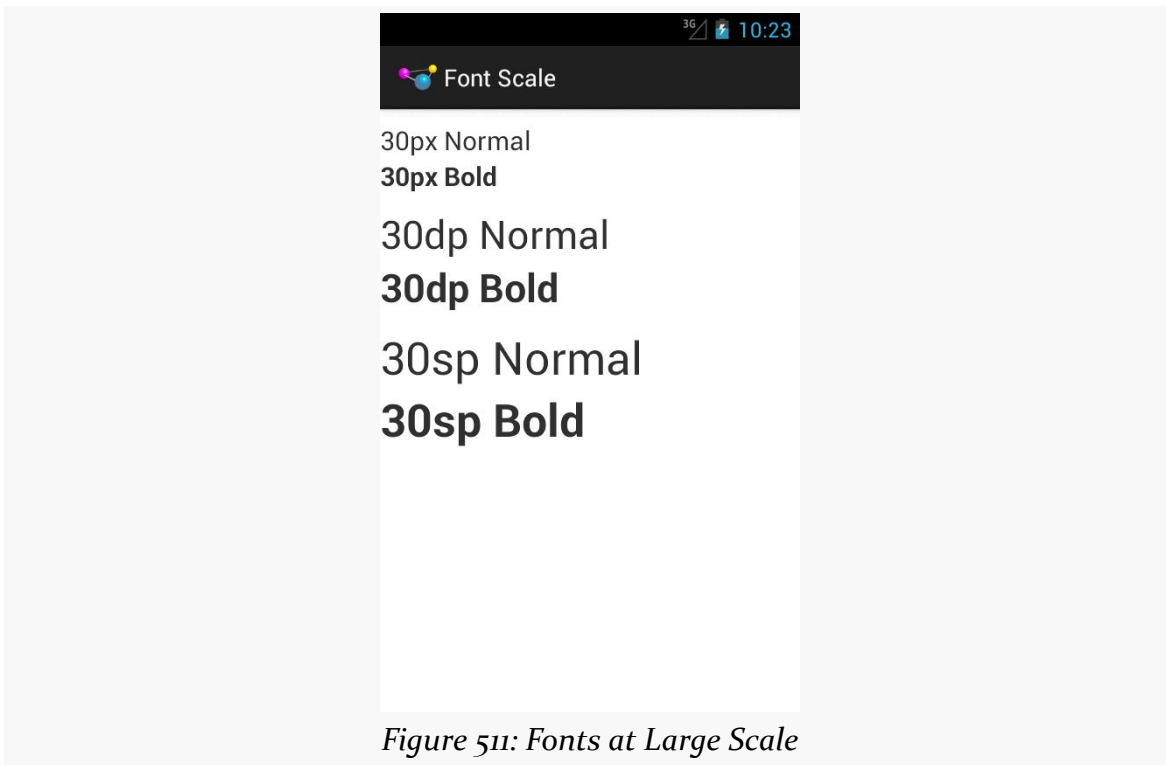 3G 10:23
Font Scale
30px Normal
30px Bold
30dp Normal
30dp Bold
30sp Normal
30sp Bold
Figure 511: Fonts at Large Scale